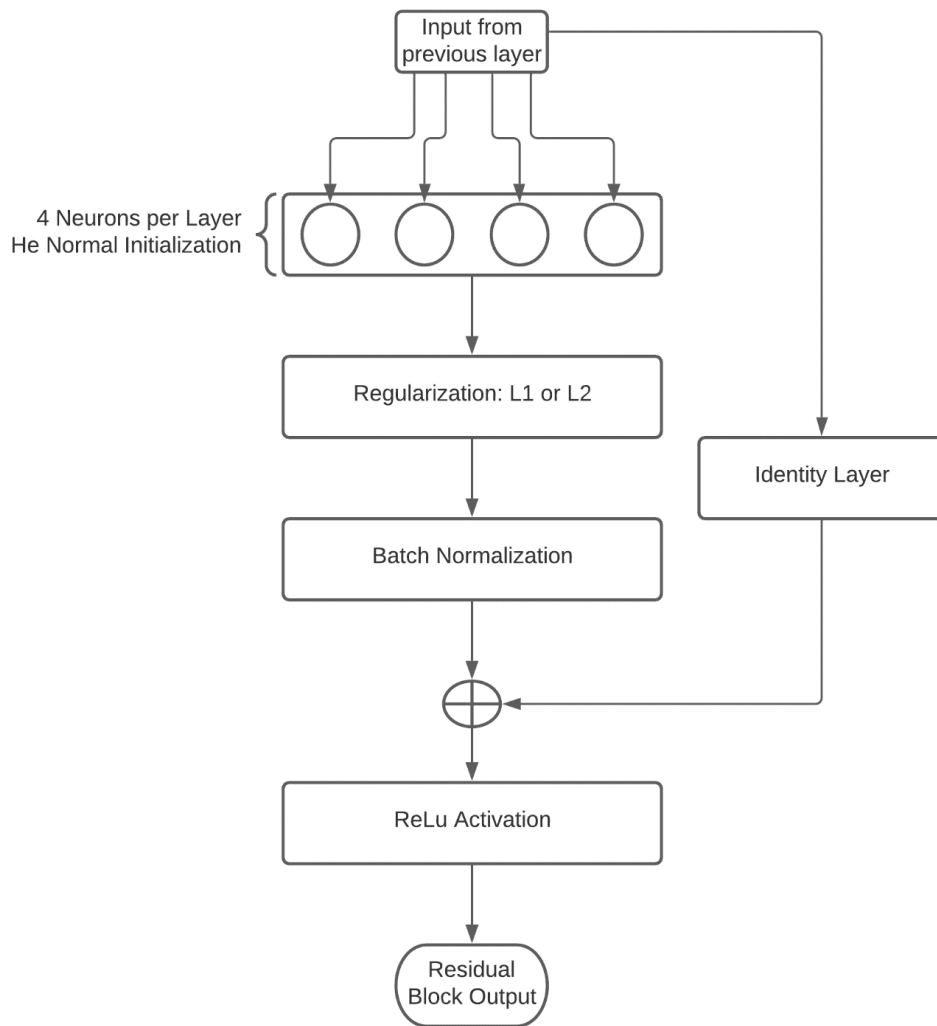 Input from
previous layer
4 Neurons per Layer
He Normal Initialization
Regularization: L1 or L2
Identity Layer
Batch Normalization
ReLu Activation
Residual
Block Output